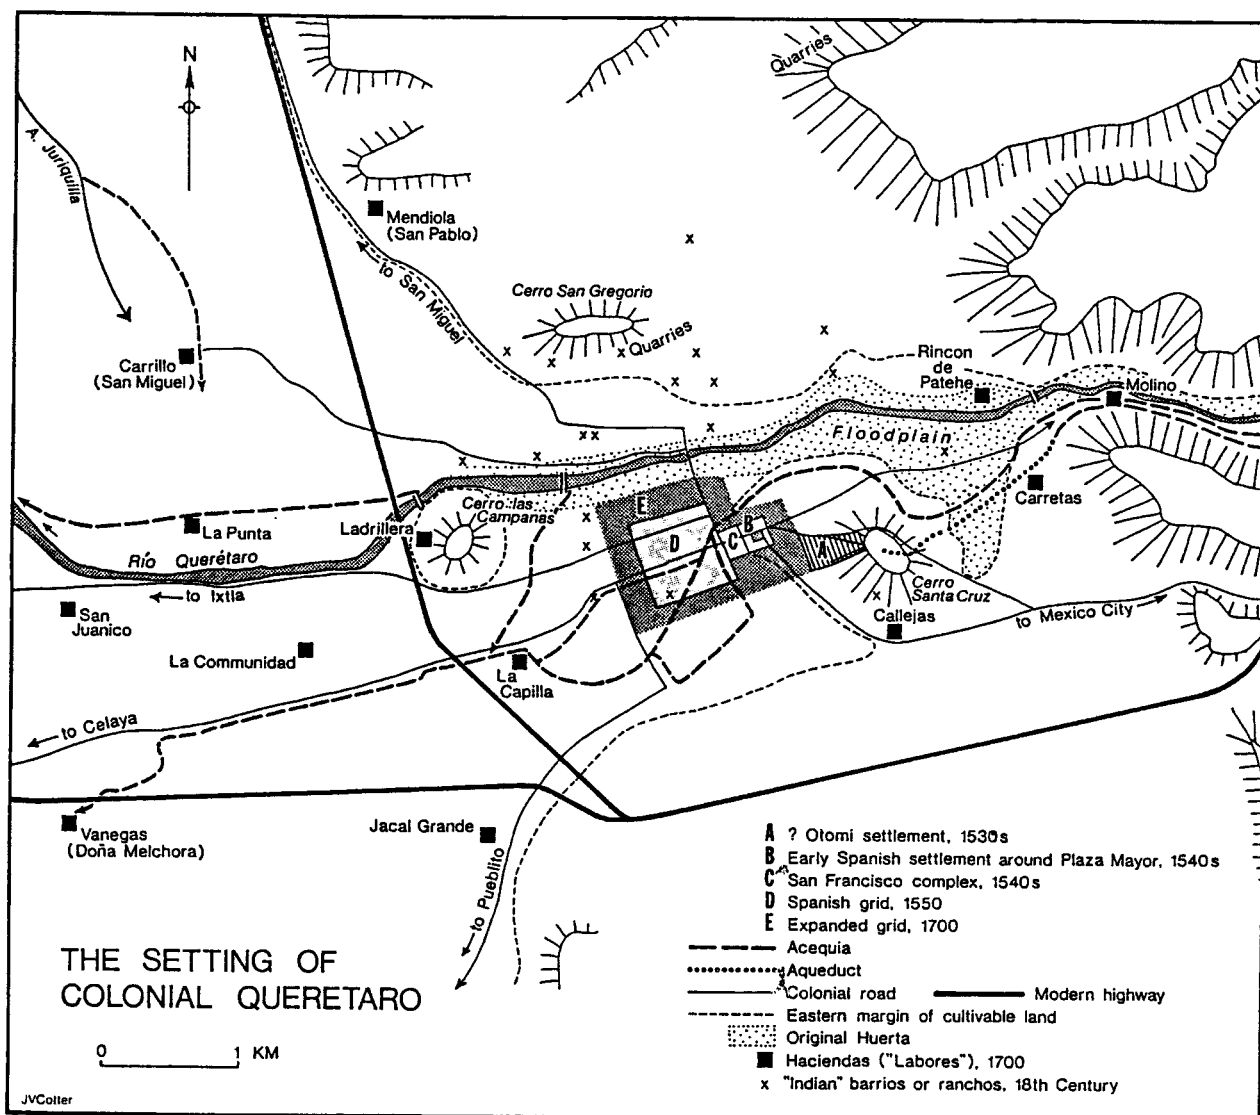 N
Quarries
A. Juriquilla
Mendiola
(San Pablo)
to San Miguel
Cerro San Gregorio
Quarries
Carrillo
(San Miguel)
Rincon
de
Patehe
Molino
Floodplain
Carretas
La Punta
Ladrillera
Cerro las
Campanas
E
D
C
B
A
Río Querétaro
to Ixtla
Cerro
Santa Cruz
San
Juanico
Callejas
to Mexico City
La Communidad
La
Capilla
to Celaya
Vanegas
(Doña Melchora)
Jacal Grande
to Pueblito
A ? Otomi settlement, 1530s
B Early Spanish settlement around Plaza Mayor, 1540s
C San Francisco complex, 1540s
D Spanish grid, 1550
E Expanded grid, 1700
Acequia
Aqueduct
Colonial road Modern highway
Eastern margin of cultivable land
Original Huerta
Haciendas ("Labores"), 1700
x "Indian" barrios or ranchos, 18th Century
THE SETTING OF
COLONIAL QUERETARO
0 1 KM
JVCotter